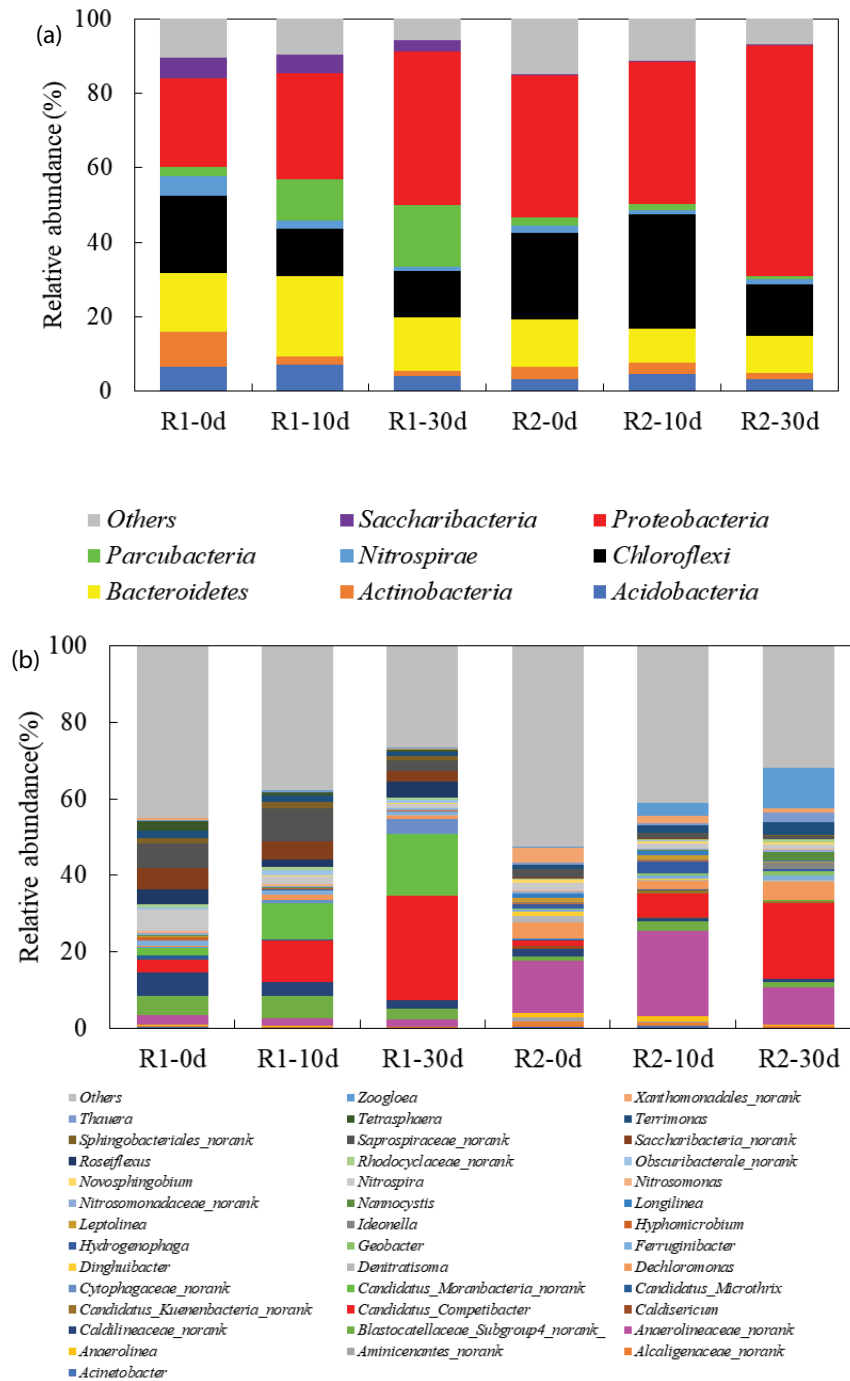 (a)
100
80
60
40
20
0
Relative abundance (%)
R1-0d R1-10d R1-30d R2-0d R2-10d R2-30d
Others Saccharibacteria Proteobacteria
Parcubacteria Nitrospirae Chloroflexi
Bacteroidetes Actinobacteria Acidobacteria
(b)
100
80
60
40
20
0
Relative abundance(%)
R1-0d R1-10d R1-30d R2-0d R2-10d R2-30d
Others Zoogloea Xanthomonadales_norank
Thauera Tetrasphaera Terrimonas
Sphingobacteriales_norank Saprospiraceae_norank Saccharibacteria_norank
Roseiflexus Rhodocyclaceae_norank Obscuribacterale_norank
Novosphingobium Nitrospira Nitrosomonas
Nitrosomonadaceae_norank Nannocystis Longilinea
Leptolinea Ideonella Hyphomicrobium
Hydrogenophaga Geobacter Ferruginibacter
Dinghuibacter Denitratisoma Dechloromonas
Cytophagaceae_norank Candidatus_Moranbacteria_norank Candidatus_Microthrix
Candidatus_Kuenenbacteria_norank Candidatus_Competibacter Caldisericum
Caldilineaceae_norank Blastocatellaceae_Subgroup4_norank_ Anaerolineaceae_norank
Anaerolinea Aminicenantes_norank Alcaligenaceae_norank
Acinetobacter